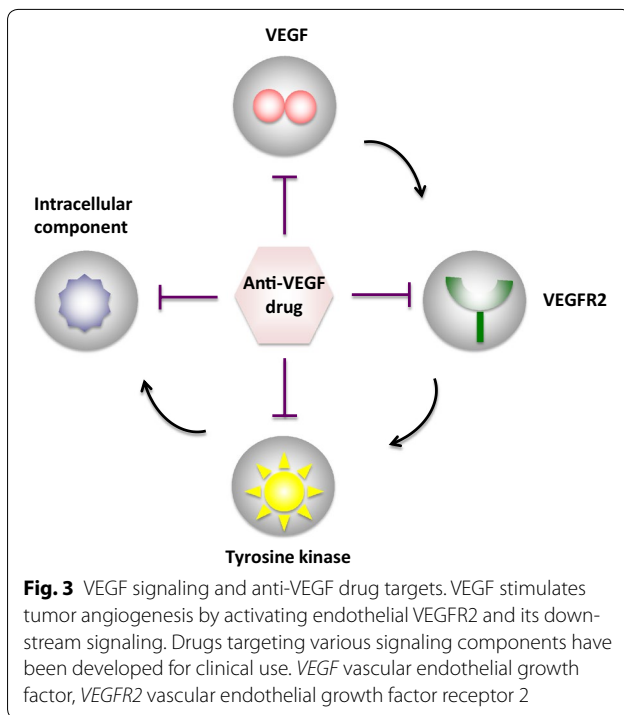 VEGF
Intracellular
component
Anti-VEGF
drug
VEGFR2
Tyrosine kinase
Fig. 3 VEGF signaling and anti-VEGF drug targets. VEGF stimulates
tumor angiogenesis by activating endothelial VEGFR2 and its down-
stream signaling. Drugs targeting various signaling components have
been developed for clinical use. VEGF vascular endothelial growth
factor, VEGFR2 vascular endothelial growth factor receptor 2